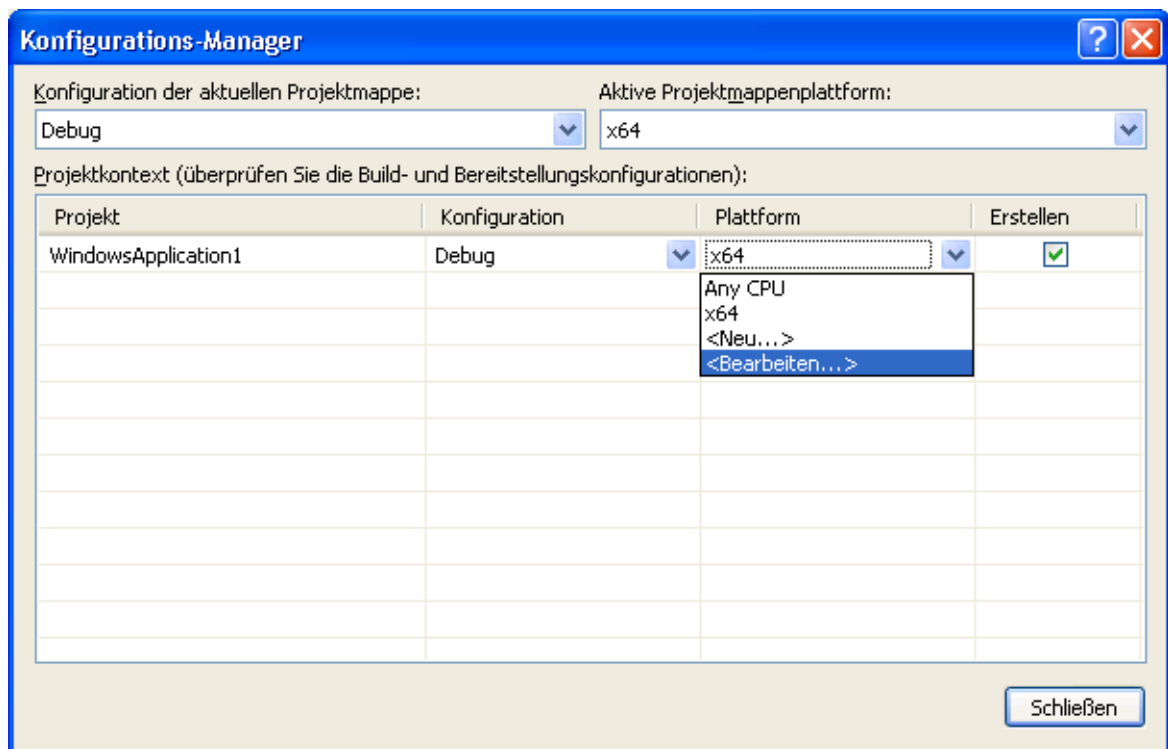 Konfigurations-Manager
Konfiguration der aktuellen Projektmappe:
Aktive Projektmappenplattform:
Debug
x64
Projektkontext (überprüfen Sie die Build- und Bereitstellungskonfigurationen):
Projekt Konfiguration Plattform Erstellen
WindowsApplication1 Debug x64
Any CPU
x64
<Neu...>
<Bearbeiten...>
Schließen